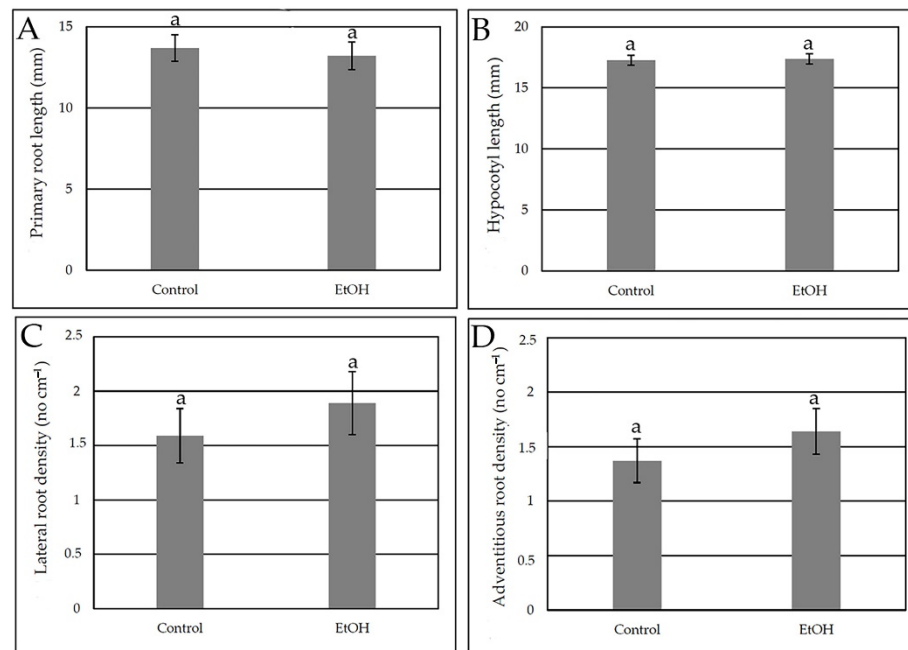 A
Primary root length (mm)
15
10
5
0
a
a
Control
EtOH
B
Hypocotyl length (mm)
20
15
10
5
0
a
a
Control
EtOH
C
Lateral root density (no cm⁻¹)
2.5
2
1.5
1
0.5
0
a
a
Control
EtOH
D
Adventitious root density (no cm⁻¹)
2.5
2
1.5
1
0.5
0
a
a
Control
EtOH